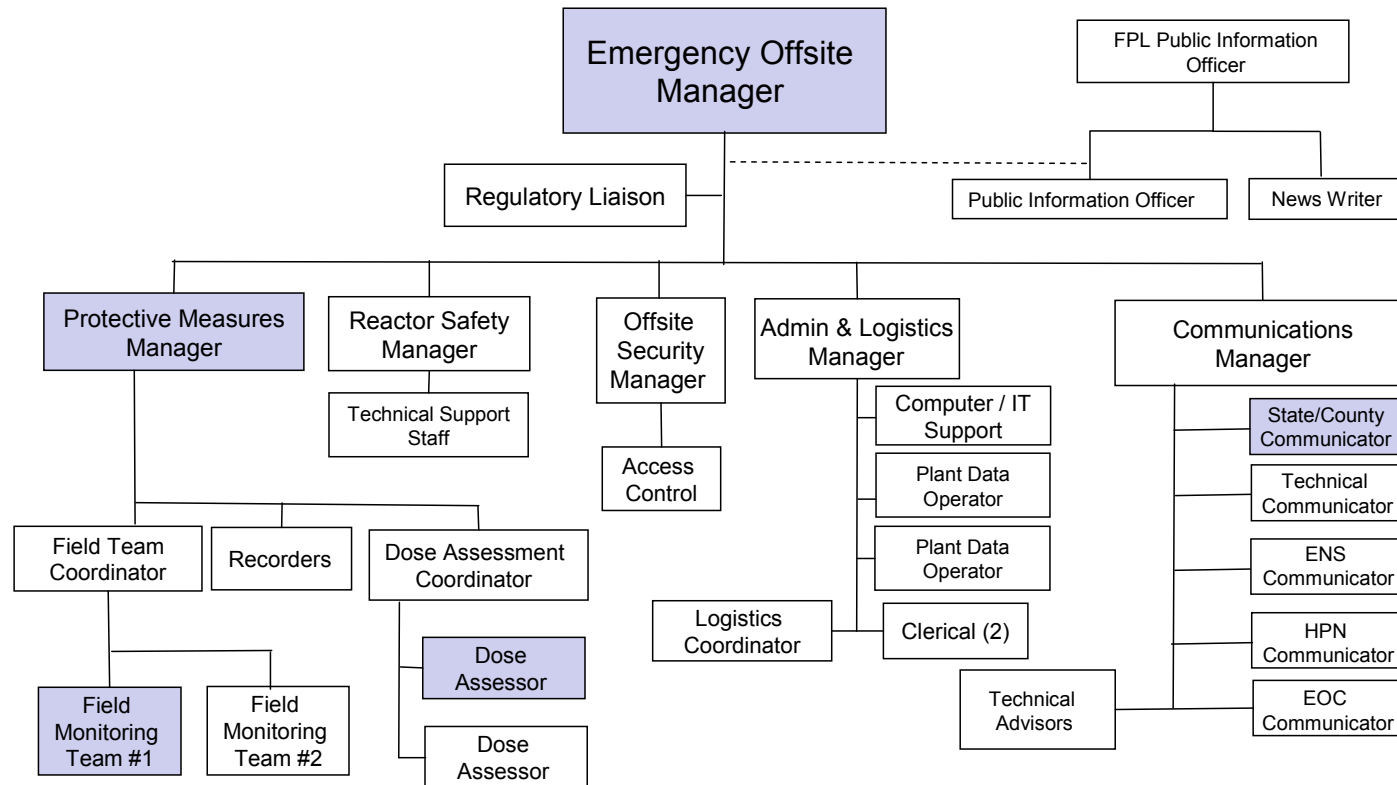 Emergency Offsite
Manager
FPL Public Information
Officer
Regulatory Liaison
Public Information Officer
News Writer
Protective Measures
Manager
Reactor Safety
Manager
Offsite
Security
Manager
Admin & Logistics
Manager
Communications
Manager
Technical Support
Staff
Access
Control
Computer / IT
Support
Plant Data
Operator
Plant Data
Operator
Logistics
Coordinator
Clerical (2)
State/County
Communicator
Technical
Communicator
ENS
Communicator
HPN
Communicator
EOC
Communicator
Technical
Advisors
Field Team
Coordinator
Recorders
Dose Assessment
Coordinator
Dose
Assessor
Dose
Assessor
Field
Monitoring
Team #1
Field
Monitoring
Team #2